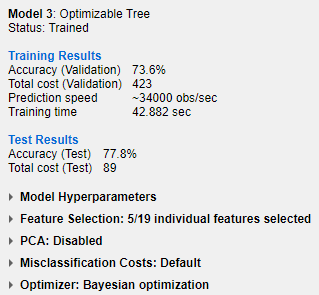 Model 3: Optimizable Tree
Status: Trained
Training Results
Accuracy (Validation) 73.6%
Total cost (Validation) 423
Prediction speed ~34000 obs/sec
Training time 42.882 sec
Test Results
Accuracy (Test) 77.8%
Total cost (Test) 89
Model Hyperparameters
Feature Selection: 5/19 individual features selected
PCA: Disabled
Misclassification Costs: Default
Optimizer: Bayesian optimization